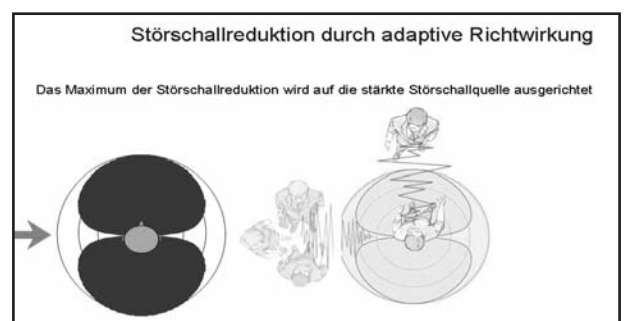 Störschallreduktion durch adaptive Richtwirkung
Das Maximum der Störschallreduktion wird auf die stärkte Störschallquelle ausgerichtet